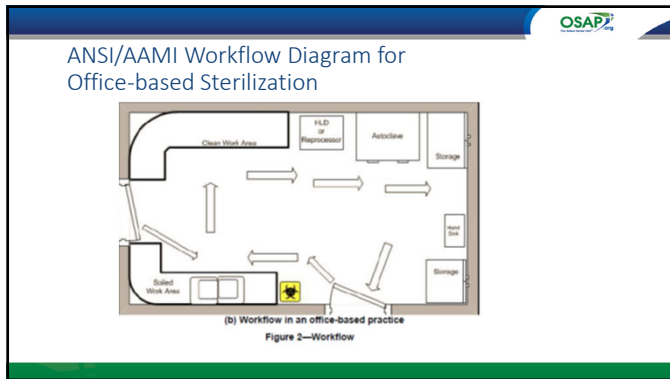 OSAP
.org
ANSI/AAMI Workflow Diagram for
Office-based Sterilization
HLD
or
Reprocessor
Autoclave
Clean Work Area
Storage
Hand
Sink
Soiled
Work Area
Storage
(b) Workflow in an office-based practice
Figure 2—Workflow